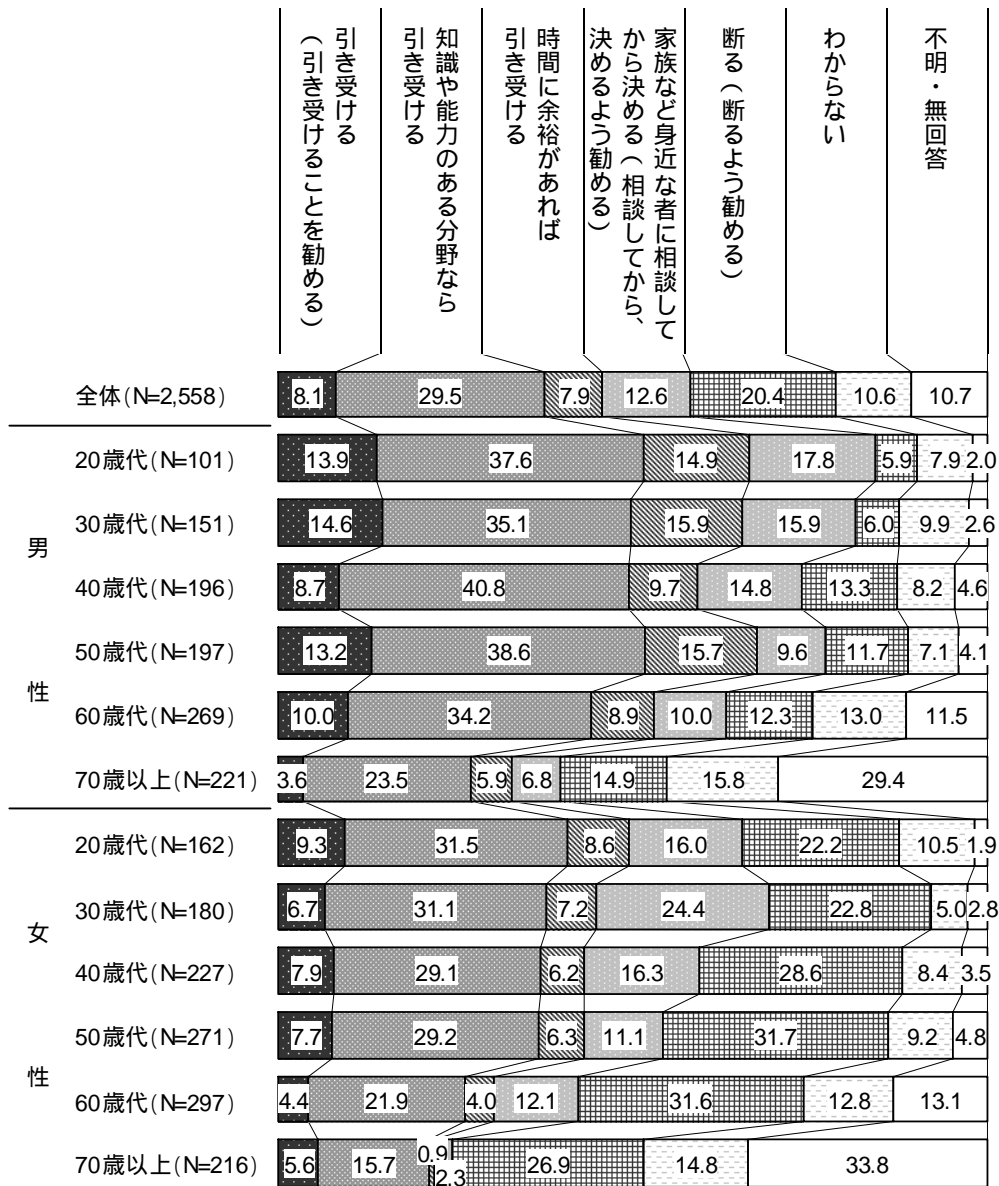 引き受ける
（引き受けることを勧める）
知識や能力のある分野なら
引き受ける
時間に余裕があれば
引き受ける
家族など身近な者に相談して
から決める（相談してから、
決めるよう勧める）
断る（断るよう勧める）
わからない
不明・無回答
全体(N=2,558)
8.1 29.5 7.9 12.6 20.4 10.6 10.7
男性
20歳代(N=101)
13.9 37.6 14.9 17.8 5.9 7.9 2.0
30歳代(N=151)
14.6 35.1 15.9 15.9 6.0 9.9 2.6
40歳代(N=196)
8.7 40.8 9.7 14.8 13.3 8.2 4.6
50歳代(N=197)
13.2 38.6 15.7 9.6 11.7 7.1 4.1
60歳代(N=269)
10.0 34.2 8.9 10.0 12.3 13.0 11.5
70歳以上(N=221)
3.6 23.5 5.9 6.8 14.9 15.8 29.4
女性
20歳代(N=162)
9.3 31.5 8.6 16.0 22.2 10.5 1.9
30歳代(N=180)
6.7 31.1 7.2 24.4 22.8 5.0 2.8
40歳代(N=227)
7.9 29.1 6.2 16.3 28.6 8.4 3.5
50歳代(N=271)
7.7 29.2 6.3 11.1 31.7 9.2 4.8
60歳代(N=297)
4.4 21.9 4.0 12.1 31.6 12.8 13.1
70歳以上(N=216)
5.6 15.7 0.9 2.3 26.9 14.8 33.8